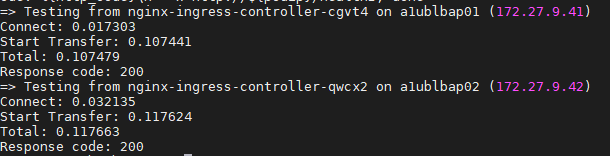 => Testing from nginx-ingress-controller-cgvt4 on a1ublbap01 (172.27.9.41)
Connect: 0.017303
Start Transfer: 0.107441
Total: 0.107479
Response code: 200
=> Testing from nginx-ingress-controller-qwcx2 on a1ublbap02 (172.27.9.42)
Connect: 0.032135
Start Transfer: 0.117624
Total: 0.117663
Response code: 200